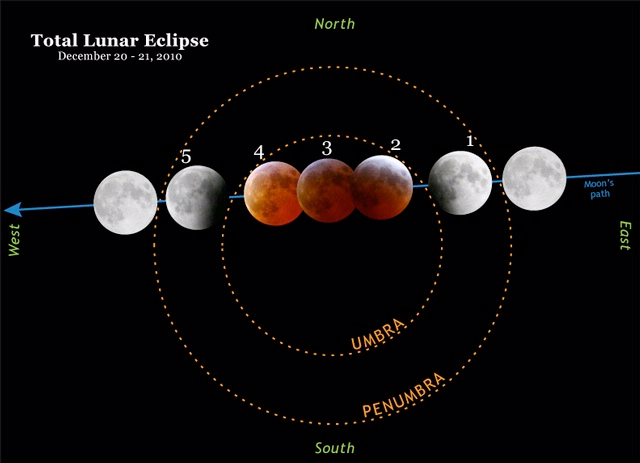 North
Total Lunar Eclipse
December 20 - 21, 2010
1
2
3
4
5
Moon's
path
West
East
UMBRA
PENUMBRA
South